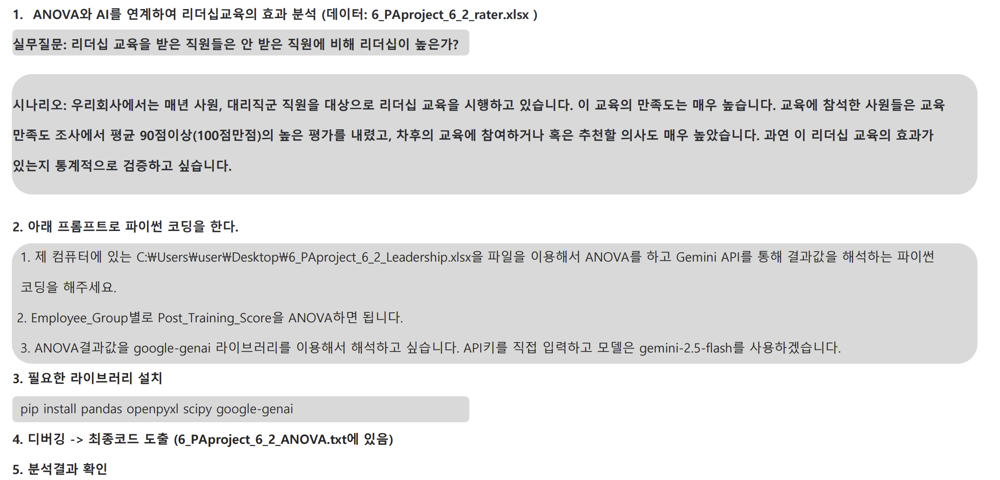 1. ANOVA와 AI를 연계하여 리더십교육의 효과 분석 (데이터: 6_PAproject_6_2_rater.xlsx )
실무질문: 리더십 교육을 받은 직원들은 안 받은 직원에 비해 리더십이 높은가?
시나리오: 우리회사에서는 매년 사원, 대리직군 직원을 대상으로 리더십 교육을 시행하고 있습니다. 이 교육의 만족도는 매우 높습니다. 교육에 참석한 사원들은 교육
만족도 조사에서 평균 90점이상(100점만점)의 높은 평가를 내렸고, 차후의 교육에 참여하거나 혹은 추천할 의사도 매우 높았습니다. 과연 이 리더십 교육의 효과가
있는지 통계적으로 검증하고 싶습니다.
2. 아래 프롬프트로 파이썬 코딩을 한다.
1. 제 컴퓨터에 있는 C:₩Users₩user₩Desktop₩6_PAproject_6_2_Leadership.xlsx을 파일을 이용해서 ANOVA를 하고 Gemini API를 통해 결과값을 해석하는 파이썬
코딩을 해주세요.
2. Employee_Group별로 Post_Training_Score을 ANOVA하면 됩니다.
3. ANOVA결과값을 google-genai 라이브러리를 이용해서 해석하고 싶습니다. API키를 직접 입력하고 모델은 gemini-2.5-flash를 사용하겠습니다.
3. 필요한 라이브러리 설치
pip install pandas openpyxl scipy google-genai
4. 디버깅 -> 최종코드 도출 (6_PAproject_6_2_ANOVA.txt에 있음)
5. 분석결과 확인